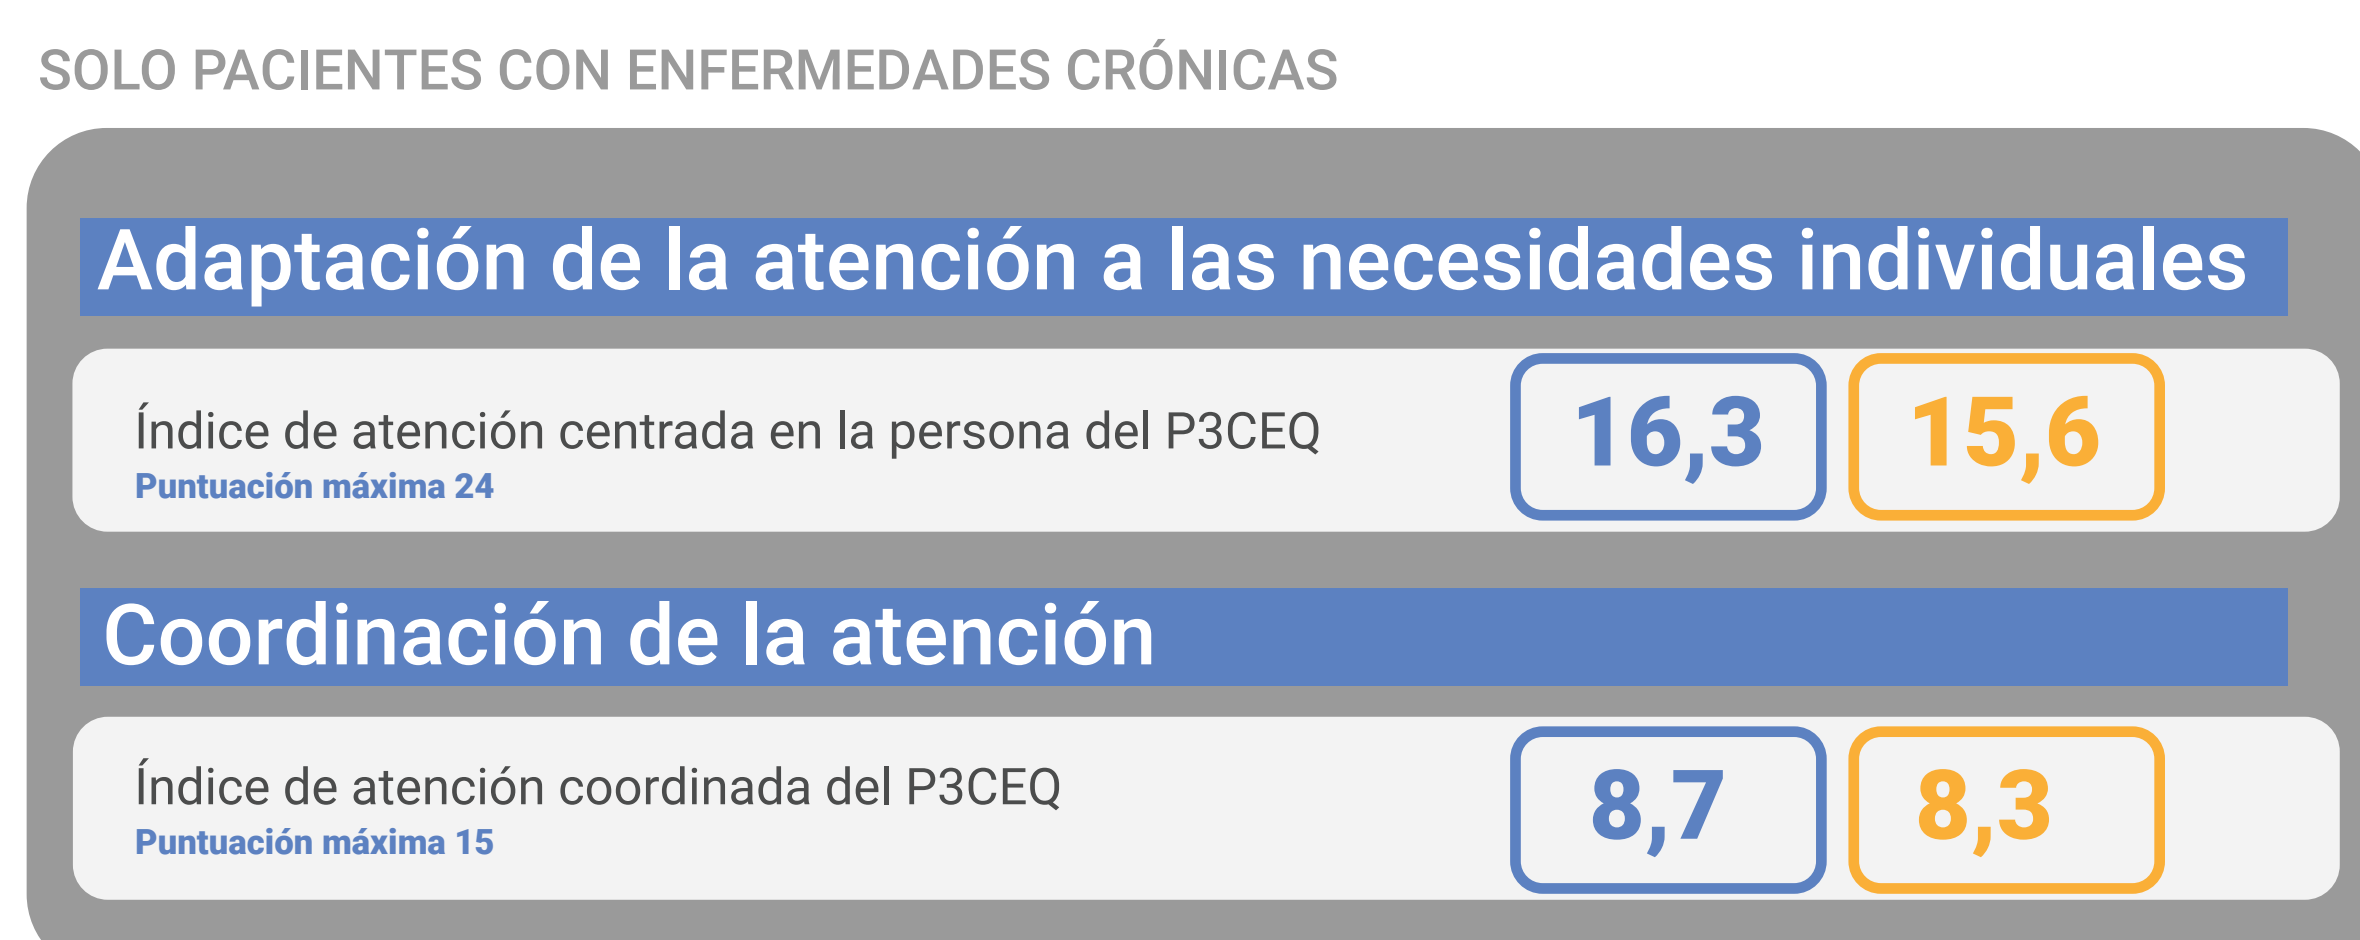 SOLO PACIENTES CON ENFERMEDADES CRÓNICAS
Adaptación de la atención a las necesidades individuales
Índice de atención centrada en la persona del P3CEQ
Puntuación máxima 24
16,3 15,6
Coordinación de la atención
Índice de atención coordinada del P3CEQ
Puntuación máxima 15
8,7 8,3